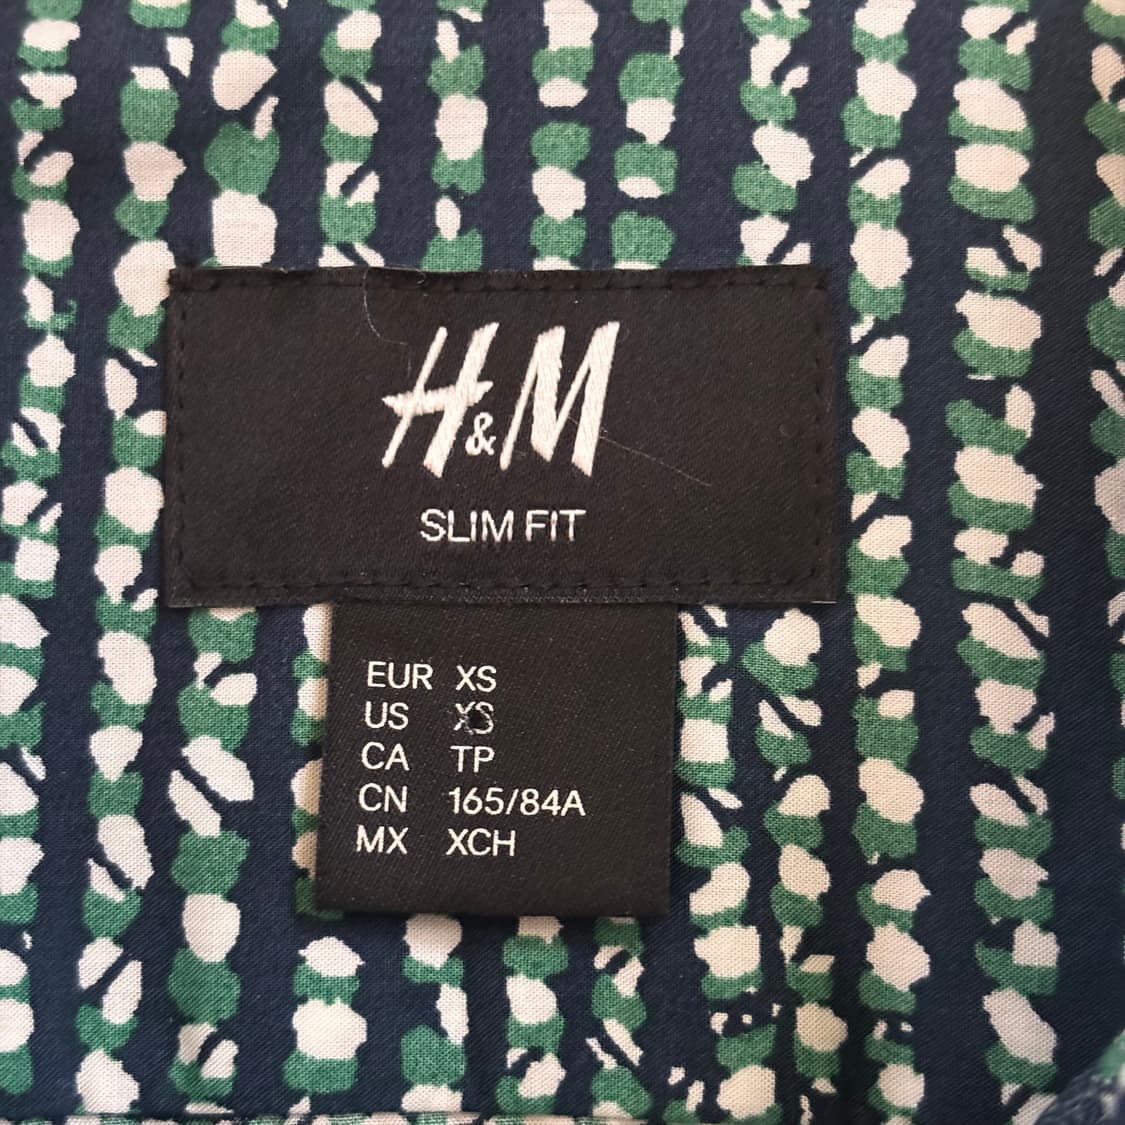 H&M
SLIM FIT
EUR XS
US XS
CA TP
CN 165/84A
MX XCH